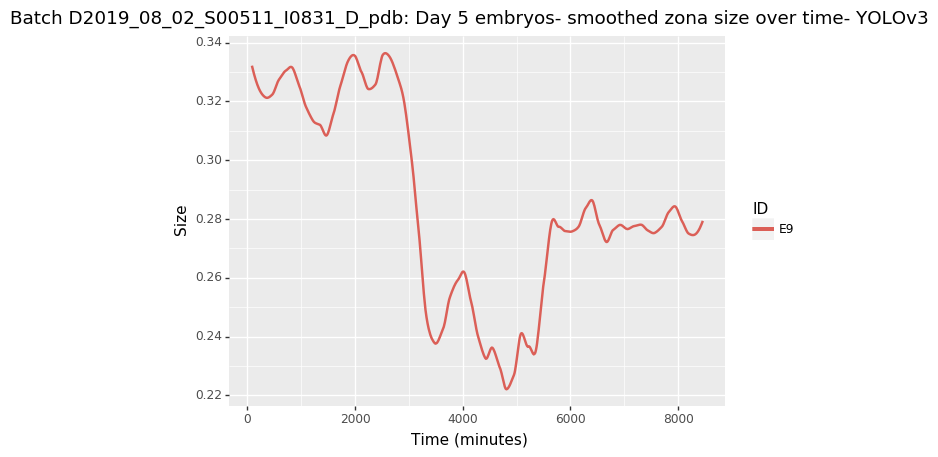 Batch D2019_08_02_S00511_I0831_D_pdb: Day 5 embryos- smoothed zona size over time- YOLOv3
0.34
0.32
0.30
0.28
0.26
0.24
0.22
Size
0
2000
4000
6000
8000
Time (minutes)
ID
E9